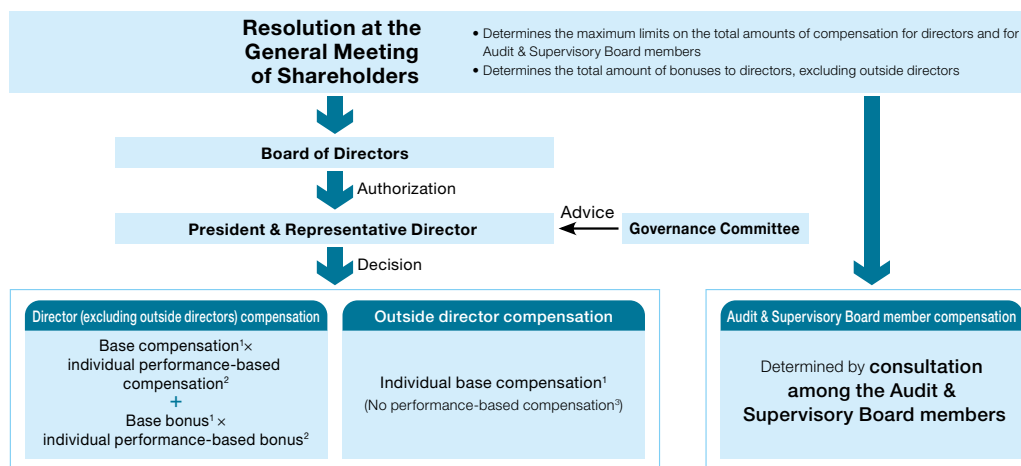 Resolution at the
General Meeting
of Shareholders
• Determines the maximum limits on the total amounts of compensation for directors and for
Audit & Supervisory Board members
• Determines the total amount of bonuses to directors, excluding outside directors
Board of Directors
Authorization
President & Representative Director
Advice
Governance Committee
Decision
Director (excluding outside directors) compensation
Base compensation¹×
individual performance-based
compensation²
+
Base bonus¹×
individual performance-based bonus²
Outside director compensation
Individual base compensation¹
(No performance-based compensation³)
Audit & Supervisory Board member compensation
Determined by consultation
among the Audit &
Supervisory Board members